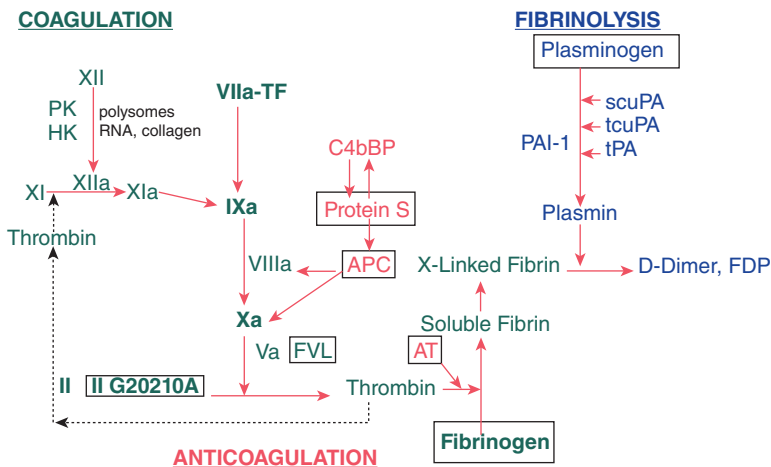 COAGULATION
FIBRINOLYSIS
Plasminogen
XII
VIIa-TF
PK
polysomes
HK
RNA, collagen
scuPA
tcuPA
PAI-1
tPA
C4bBP
XI
XIIa
XIa
IXa
Protein S
Plasmin
Thrombin
VIIIa
APC
X-Linked Fibrin
D-Dimer, FDP
Xa
Soluble Fibrin
Va
FVL
AT
II
II G20210A
Thrombin
Fibrinogen
ANTICOAGULATION